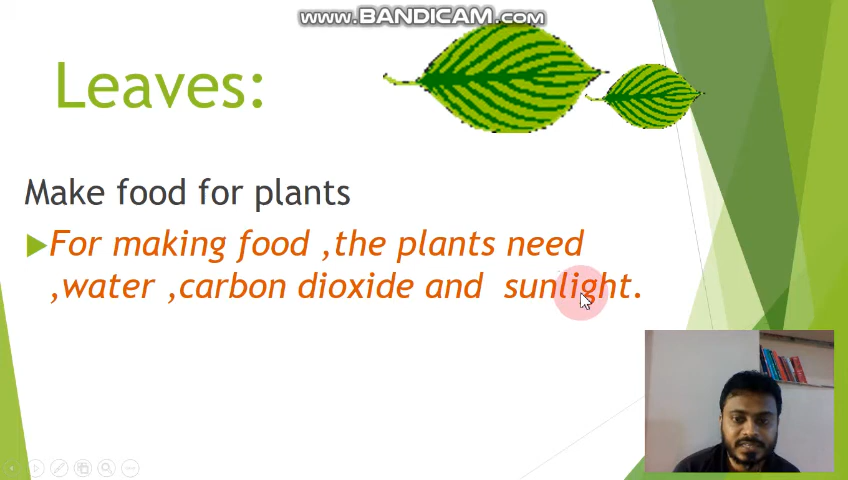 www.BANDICAM.com
Leaves:
Make food for plants
For making food ,the plants need
,water ,carbon dioxide and sunlight.